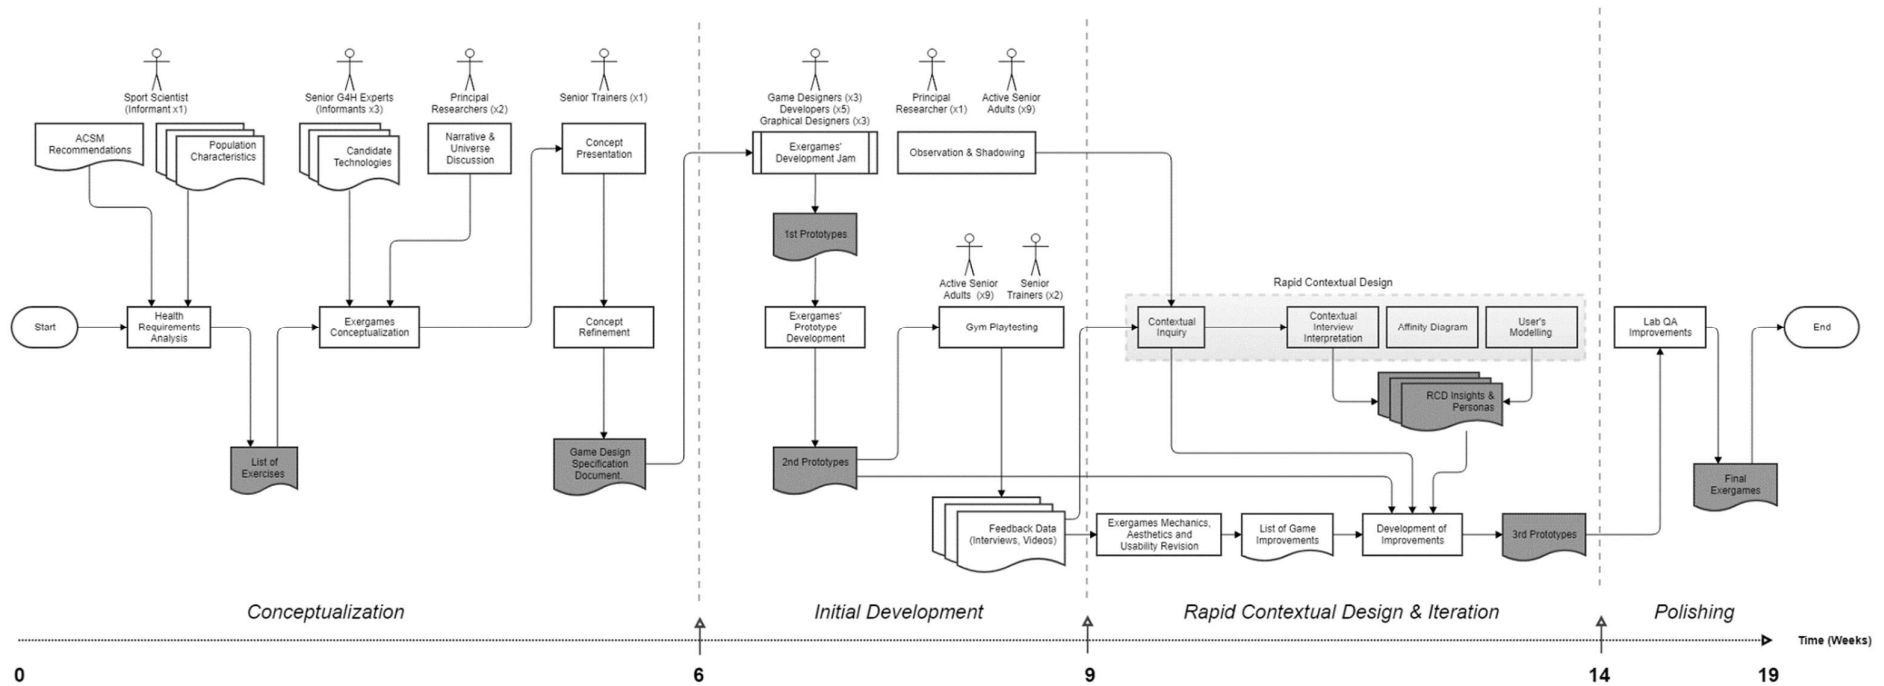 Sport Scientist
(Informant x1)
Senior G4H Experts
(Informants x3)
Principal
Researchers (x2)
Senior Trainers (x1)
Game Designers (x3)
Developers (x5)
Graphical Designers (x3)
Principal
Researcher (x1)
Active Senior
Adults (x9)
ACSM
Recommendations
Population
Characteristics
Candidate
Technologies
Narrative &
Universe
Discussion
Concept
Presentation
Exergames'
Development Jam
Observation & Shadowing
1st Prototypes
Active Senior
Adults (x9)
Senior
Trainers (x2)
Rapid Contextual Design
Start
Health
Requirements
Analysis
Exergames
Conceptualization
Concept
Refinement
Exergames'
Prototype
Development
Gym Playtesting
Contextual
Inquiry
Contextual
Interview
Interpretation
Affinity Diagram
User's
Modelling
Lab QA
Improvements
End
RCD Insights &
Personas
List of
Exercises
Game Design
Specification
Document.
2nd Prototypes
Final
Exergames
Feedback Data
(Interviews, Videos)
Exergames Mechanics,
Aesthetics and
Usability Revision
List of Game
Improvements
Development of
Improvements
3rd Prototypes
Conceptualization
Initial Development
Rapid Contextual Design & Iteration
Polishing
Time (Weeks)
0
6
9
14
19